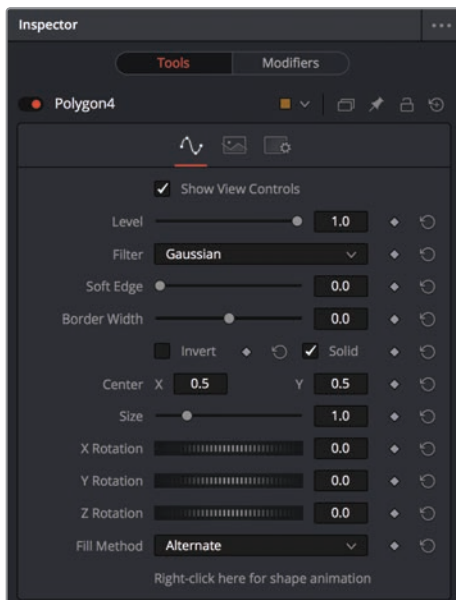 Inspector
Tools Modifiers
Polygon4
Show View Controls
Level 1.0
Filter Gaussian
Soft Edge 0.0
Border Width 0.0
Invert Solid
Center X 0.5 Y 0.5
Size 1.0
X Rotation 0.0
Y Rotation 0.0
Z Rotation 0.0
Fill Method Alternate
Right-click here for shape animation